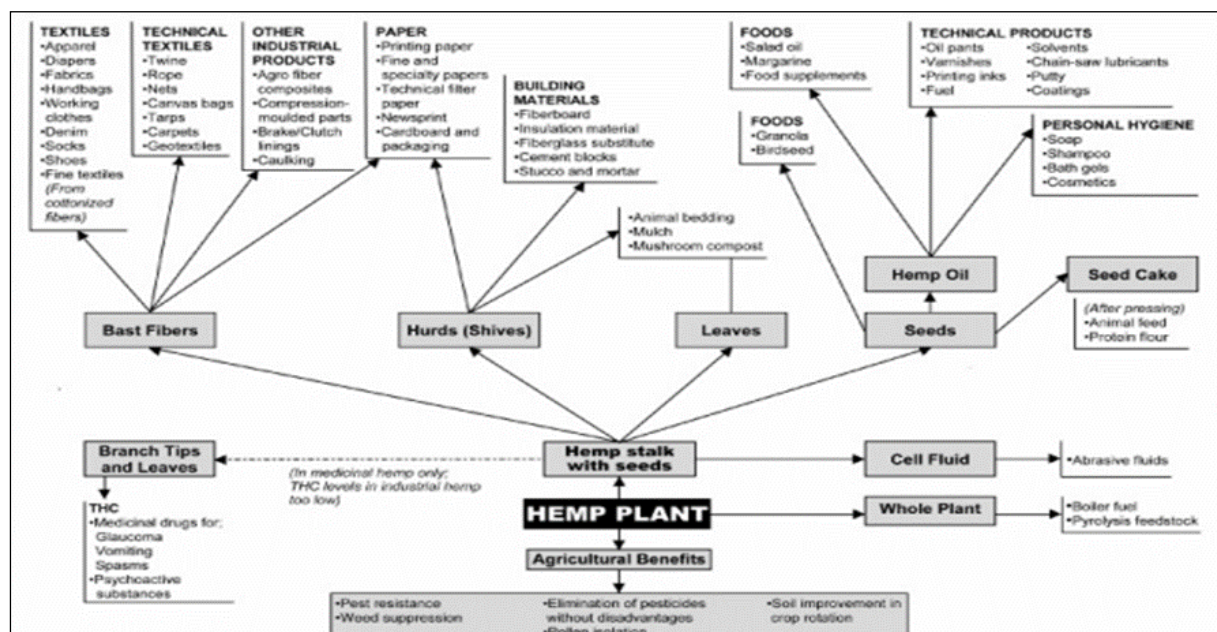 TEXTILES
•Apparel
•Diapers
•Fabrics
•Handbags
•Working
clothes
•Denim
•Socks
•Shoes
•Fine textiles
(From
cottonized
fibers)
TECHNICAL
TEXTILES
•Twine
•Rope
•Nets
•Canvas bags
•Tarps
•Carpets
•Geotextiles
OTHER
INDUSTRIAL
PRODUCTS
•Agro fiber
composites
•Compression-
moulded parts
•Brake/Clutch
linings
•Caulking
PAPER
•Printing paper
•Fine and
specialty papers
•Technical filter
paper
•Newsprint
•Cardboard and
packaging
BUILDING
MATERIALS
•Fiberboard
•Insulation material
•Fiberglass substitute
•Cement blocks
•Stucco and mortar
•Animal bedding
•Mulch
•Mushroom compost
FOODS
•Salad oil
•Margarine
•Food supplements
FOODS
•Granola
•Birdseed
TECHNICAL PRODUCTS
•Oil pants
•Varnishes
•Printing inks
•Fuel
•Solvents
•Chain-saw lubricants
•Putty
•Coatings
PERSONAL HYGIENE
•Soap
•Shampoo
•Bath gels
•Cosmetics
Hemp Oil
Seed Cake
(After pressing)
•Animal feed
•Protein flour
Bast Fibers
Hurds (Shives)
Leaves
Seeds
Branch Tips
and Leaves
(In medicinal hemp only;
THC levels in industrial hemp
too low)
Hemp stalk
with seeds
Cell Fluid
•Abrasive fluids
THC
•Medicinal drugs for;
Glaucoma
Vomiting
Spasms
•Psychoactive
substances
HEMP PLANT
Whole Plant
•Boiler fuel
•Pyrolysis feedstock
Agricultural Benefits
•Pest resistance
•Weed suppression
•Elimination of pesticides
without disadvantages
•Pollen isolation
•Soil improvement in
crop rotation